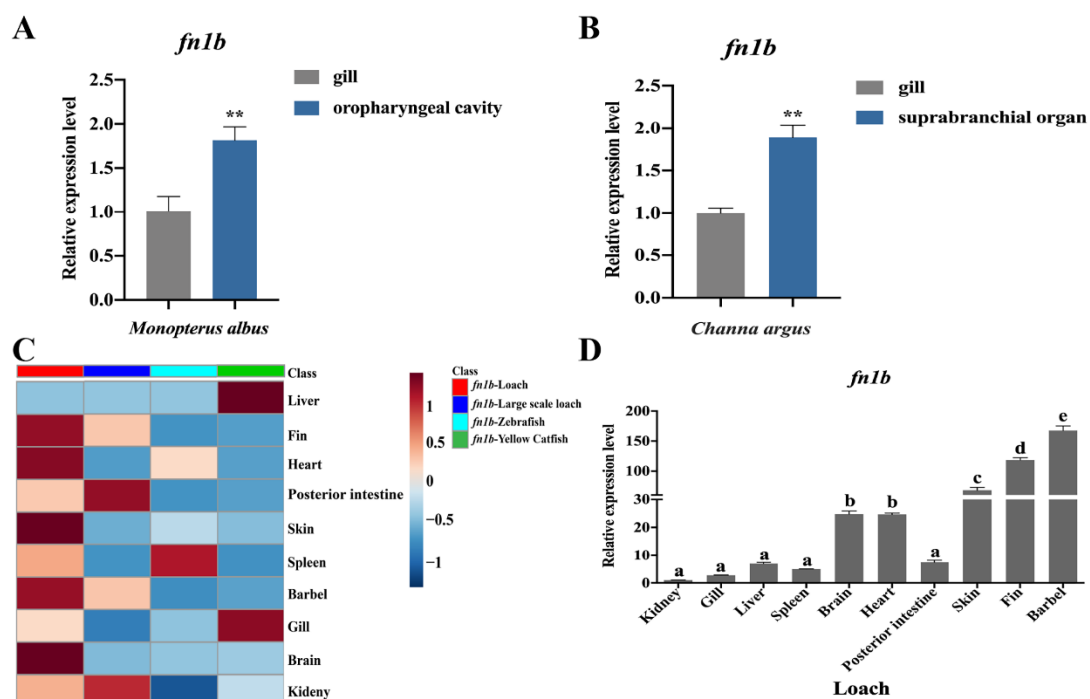 A
fn1b
gill
oropharyngeal cavity
Relative expression level
2.5
2.0
1.5
1.0
0.5
0.0
**
Monopterus albus
B
fn1b
gill
suprabranchial organ
Relative expression level
2.5
2.0
1.5
1.0
0.5
0.0
**
Channa argus
C
Class
Liver
Fin
Heart
Posterior intestine
Skin
Spleen
Barbel
Gill
Brain
Kideny
1
0.5
0
−0.5
−1
Class
fn1b-Loach
fn1b-Large scale loach
fn1b-Zebrafish
fn1b-Yellow Catfish
D
fn1b
Relative expression level
200
150
100
50
30
20
10
0
a
a
a
a
b
b
a
c
d
e
Kidney
Gill
Liver
Spleen
Brain
Heart
Posterior intestine
Skin
Fin
Barbel
Loach